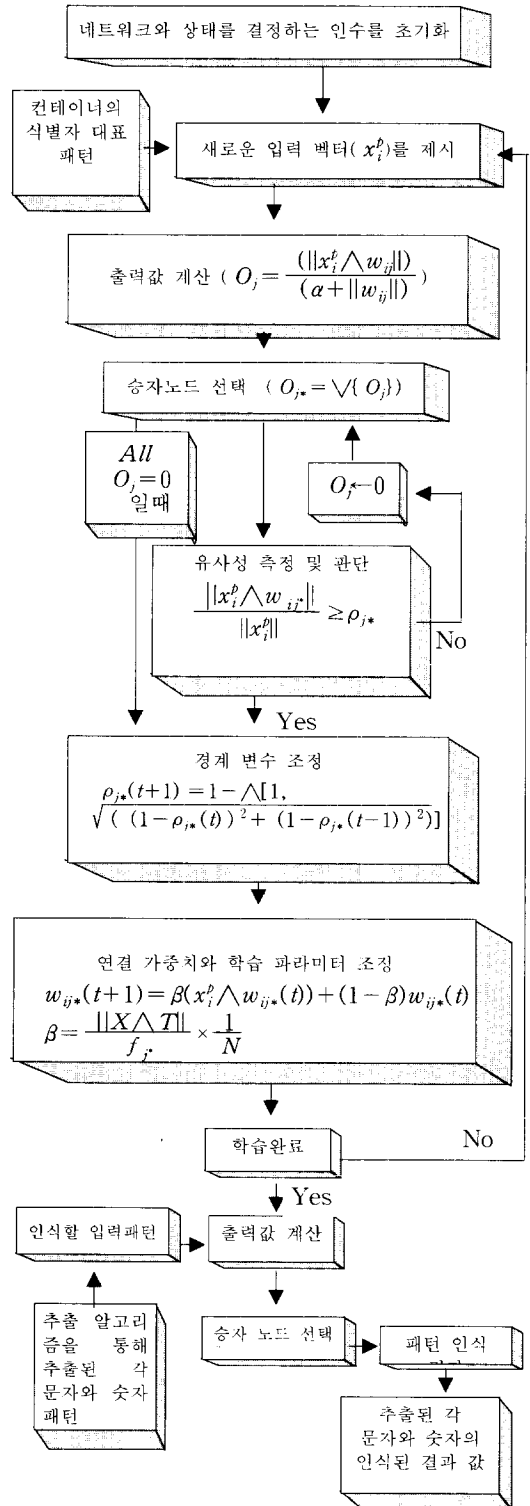 네트워크와 상태를 결정하는 인수를 초기화
컨테이너의
식별자 대표
패턴
새로운 입력 벡터( x_i^p)를 제시
출력값 계산 ( O_j = (||x_i^p ∧ w_ij||) / (α + ||w_ij||) )
승자노드 선택 ( O_j* = ∨{ O_j})
All
O_j = 0
일때
O_j ← 0
유사성 측정 및 판단
||x_i^p ∧ w_ij*|| / ||x_i^p|| ≥ ρ_j*
No
Yes
경계 변수 조정
ρ_j*(t+1) = 1 − ∧[1,
√( (1−ρ_j*(t))^2 + (1−ρ_j*(t−1))^2)]
연결 가중치와 학습 파라미터 조정
w_ij*(t+1) = β(x_i^p ∧ w_ij*(t)) + (1−β)w_ij*(t)
β = ||X ∧ T|| / f_j* × 1/N
학습완료
No
Yes
인식할 입력패턴
출력값 계산
추출 알고리
즘을 통해
추출된 각
문자와 숫자
패턴
승자 노드 선택
패턴 인식
추출된 각
문자와 숫자의
인식된 결과 값